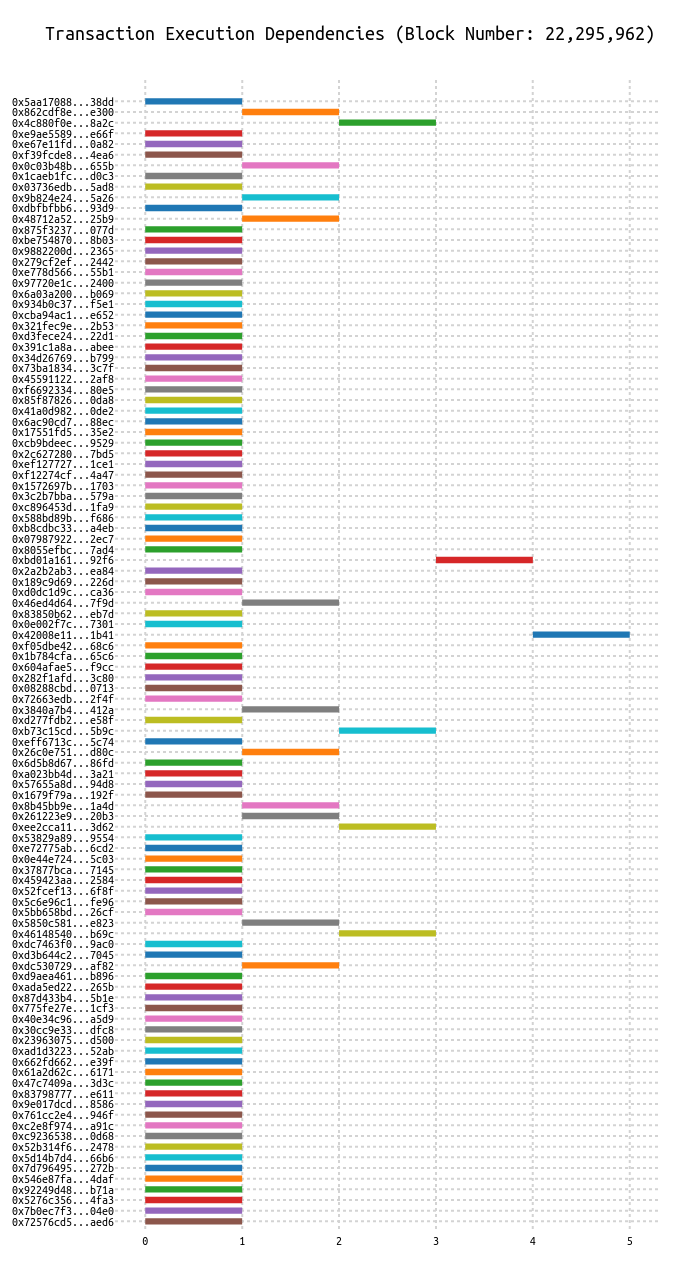 Transaction Execution Dependencies (Block Number: 22,295,962)
0x5aa17088...38dd
0x862cdf8e...e300
0x4c880f0e...8a2c
0xe9ae5589...e66f
0xe67e11fd...0a82
0xf39fcde8...4ea6
0x0c03b48b...655b
0x1caeb1fc...d0c3
0x03736edb...5ad8
0x9b824e24...5a26
0xdbfbfbb6...93d9
0x48712a52...25b9
0x875f3237...077d
0xbe754870...8b03
0x9882200d...2365
0x279cf2ef...2442
0xe778d566...55b1
0x97720e1c...2400
0x6a03a200...b069
0x934b0c37...f5e1
0xcba94ac1...e652
0x321fec9e...2b53
0xd3fece24...22d1
0x391c1a8a...abee
0x34d26769...b799
0x73ba1834...3c7f
0x45591122...2af8
0xf6692334...80e5
0x85f87826...0da8
0x41a0d982...0de2
0x6ac90cd7...88ec
0x17551fd5...35e2
0xcb9bdeec...9529
0x2c627280...7bd5
0xef127727...1ce1
0xf12274cf...4a47
0x1572697b...1703
0x3c2b7bba...579a
0xc896453d...1fa9
0x588bd89b...f686
0xb8cdbc33...a4eb
0x07987922...2ec7
0x8055efbc...7ad4
0xbd01a161...92f6
0x2a2b2ab3...ea84
0x189c9d69...226d
0xd0dc1d9c...ca36
0x46ed4d64...7f9d
0x83850b62...eb7d
0x0e002f7c...7301
0x42008e11...1b41
0xf05dbe42...68c6
0x1b784cfa...65c6
0x604afae5...f9cc
0x282f1afd...3c80
0x08288cbd...0713
0x72663edb...2f4f
0x3840a7b4...412a
0xd277fdb2...e58f
0xb73c15cd...5b9c
0xeff6713c...5c74
0x26c0e751...d80c
0x6d5b8d67...86fd
0xa023bb4d...3a21
0x57655a8d...94d8
0x1679f79a...192f
0x8b45bb9e...1a4d
0x261223e9...20b3
0xee2cca11...3d62
0x53829a89...9554
0xe72775ab...6cd2
0x0e44e724...5c03
0x37877bca...7145
0x459423aa...2584
0x52fcef13...6f8f
0x5c6e96c1...fe96
0x5bb658bd...26cf
0x5850c581...e823
0x46148540...b69c
0xdc7463f0...9ac0
0xd3b644c2...7045
0xdc530729...af82
0xd9aea461...b896
0xada5ed22...265b
0x87d433b4...5b1e
0x775fe27e...1cf3
0x40e34c96...a5d9
0x30cc9e33...dfc8
0x23963075...d500
0xad1d3223...52ab
0x662fd662...e39f
0x61a2d62c...6171
0x47c7409a...3d3c
0x83798777...e611
0x9e017dcd...8586
0x761cc2e4...946f
0xc2e8f974...a91c
0xc9236538...0d68
0x52b314f6...2478
0x5d14b7d4...66b6
0x7d796495...272b
0x546e87fa...4daf
0x92249d48...b71a
0x5276c356...4fa3
0x7b0ec7f3...04e0
0x72576cd5...aed6
0 1 2 3 4 5